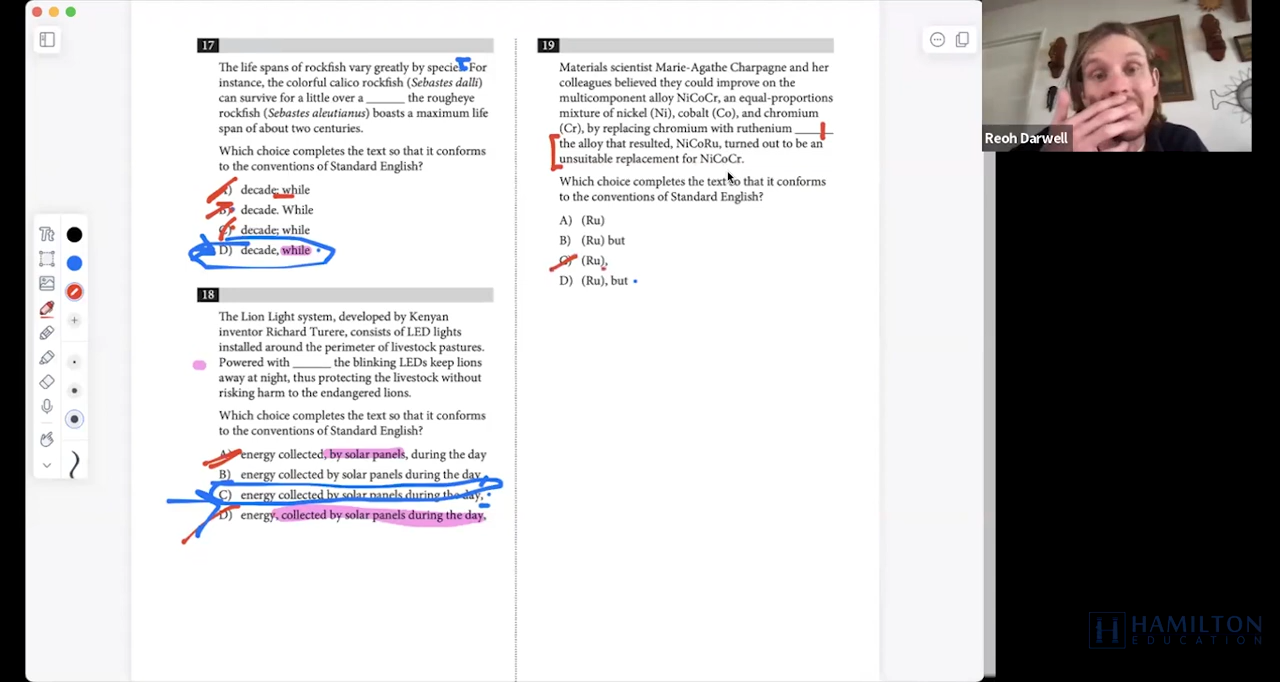 17
The life spans of rockfish vary greatly by species. For
instance, the colorful calico rockfish (Sebastes dalli)
can survive for a little over a ______ the rougheye
rockfish (Sebastes aleutianus) boasts a maximum life
span of about two centuries.
Which choice completes the text so that it conforms
to the conventions of Standard English?
A) decade; while
B) decade. While
C) decade; while
D) decade, while
18
The Lion Light system, developed by Kenyan
inventor Richard Turere, consists of LED lights
installed around the perimeter of livestock pastures.
Powered with ______ the blinking LEDs keep lions
away at night, thus protecting the livestock without
risking harm to the endangered lions.
Which choice completes the text so that it conforms
to the conventions of Standard English?
A) energy collected, by solar panels, during the day
B) energy collected by solar panels during the day
C) energy collected by solar panels during the day,
D) energy, collected by solar panels during the day,
19
Materials scientist Marie-Agathe Charpagne and her
colleagues believed they could improve on the
multicomponent alloy NiCoCr, an equal-proportions
mixture of nickel (Ni), cobalt (Co), and chromium
(Cr), by replacing chromium with ruthenium ______
the alloy that resulted, NiCoRu, turned out to be an
unsuitable replacement for NiCoCr.
Which choice completes the text so that it conforms
to the conventions of Standard English?
A) (Ru)
B) (Ru) but
C) (Ru),
D) (Ru), but
Tt
Reoh Darwell
H HAMILTON
EDUCATION